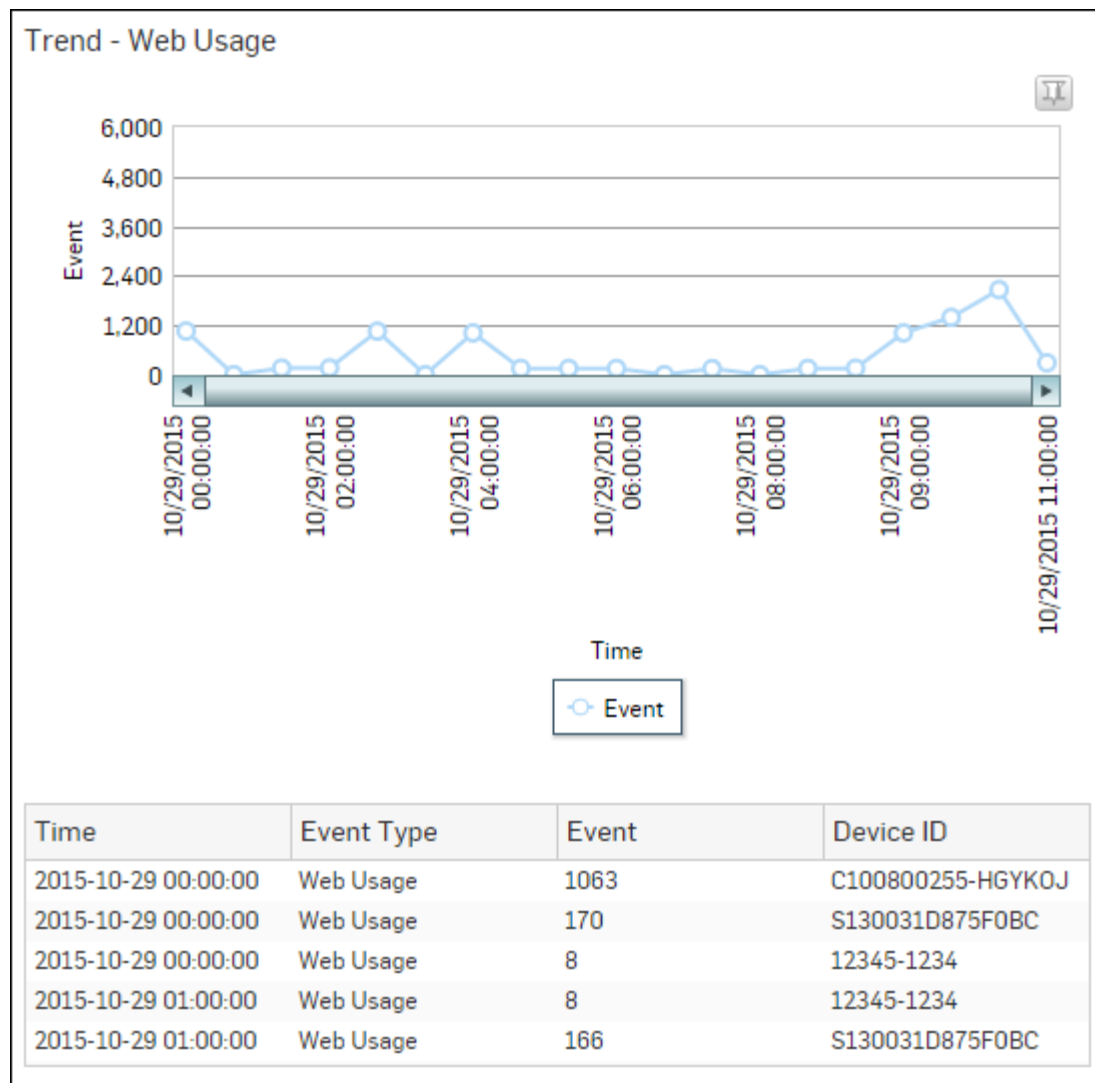 Trend - Web Usage
6,000
4,800
3,600
2,400
1,200
0
Event
10/29/2015
00:00:00
10/29/2015
02:00:00
10/29/2015
04:00:00
10/29/2015
06:00:00
10/29/2015
08:00:00
10/29/2015
09:00:00
10/29/2015 11:00:00
Time
Event
Time Event Type Event Device ID
2015-10-29 00:00:00 Web Usage 1063 C100800255-HGYKOJ
2015-10-29 00:00:00 Web Usage 170 S130031D875F0BC
2015-10-29 00:00:00 Web Usage 8 12345-1234
2015-10-29 01:00:00 Web Usage 8 12345-1234
2015-10-29 01:00:00 Web Usage 166 S130031D875F0BC